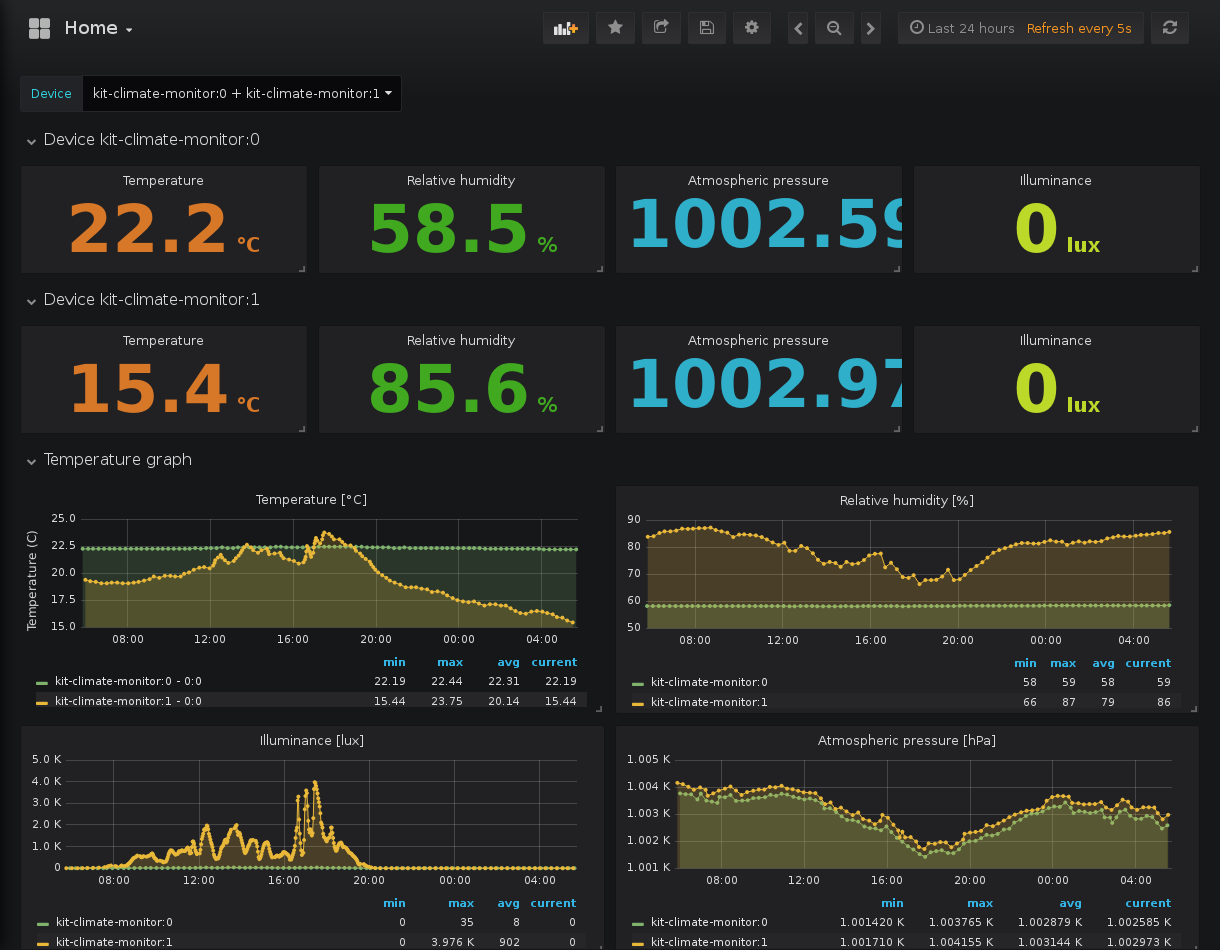 Home
Last 24 hours Refresh every 5s
Device kit-climate-monitor:0 + kit-climate-monitor:1
Device kit-climate-monitor:0
Temperature Relative humidity Atmospheric pressure Illuminance
22.2 °C 58.5 % 1002.59 0 lux
Device kit-climate-monitor:1
Temperature Relative humidity Atmospheric pressure Illuminance
15.4 °C 85.6 % 1002.97 0 lux
Temperature graph
Temperature [°C]
Temperature (C)
25.0
22.5
20.0
17.5
15.0
08:00 12:00 16:00 20:00 00:00 04:00
min max avg current
kit-climate-monitor:0 - 0:0 22.19 22.44 22.31 22.19
kit-climate-monitor:1 - 0:0 15.44 23.75 20.14 15.44
Relative humidity [%]
90
80
70
60
50
08:00 12:00 16:00 20:00 00:00 04:00
min max avg current
kit-climate-monitor:0 58 59 58 59
kit-climate-monitor:1 66 87 79 86
Illuminance [lux]
5.0 K
4.0 K
3.0 K
2.0 K
1.0 K
0
08:00 12:00 16:00 20:00 00:00 04:00
min max avg current
kit-climate-monitor:0 0 35 8 0
kit-climate-monitor:1 0 3.976 K 902 0
Atmospheric pressure [hPa]
1.005 K
1.004 K
1.003 K
1.002 K
1.001 K
08:00 12:00 16:00 20:00 00:00 04:00
min max avg current
kit-climate-monitor:0 1.001420 K 1.003765 K 1.002879 K 1.002585 K
kit-climate-monitor:1 1.001710 K 1.004155 K 1.003144 K 1.002973 K